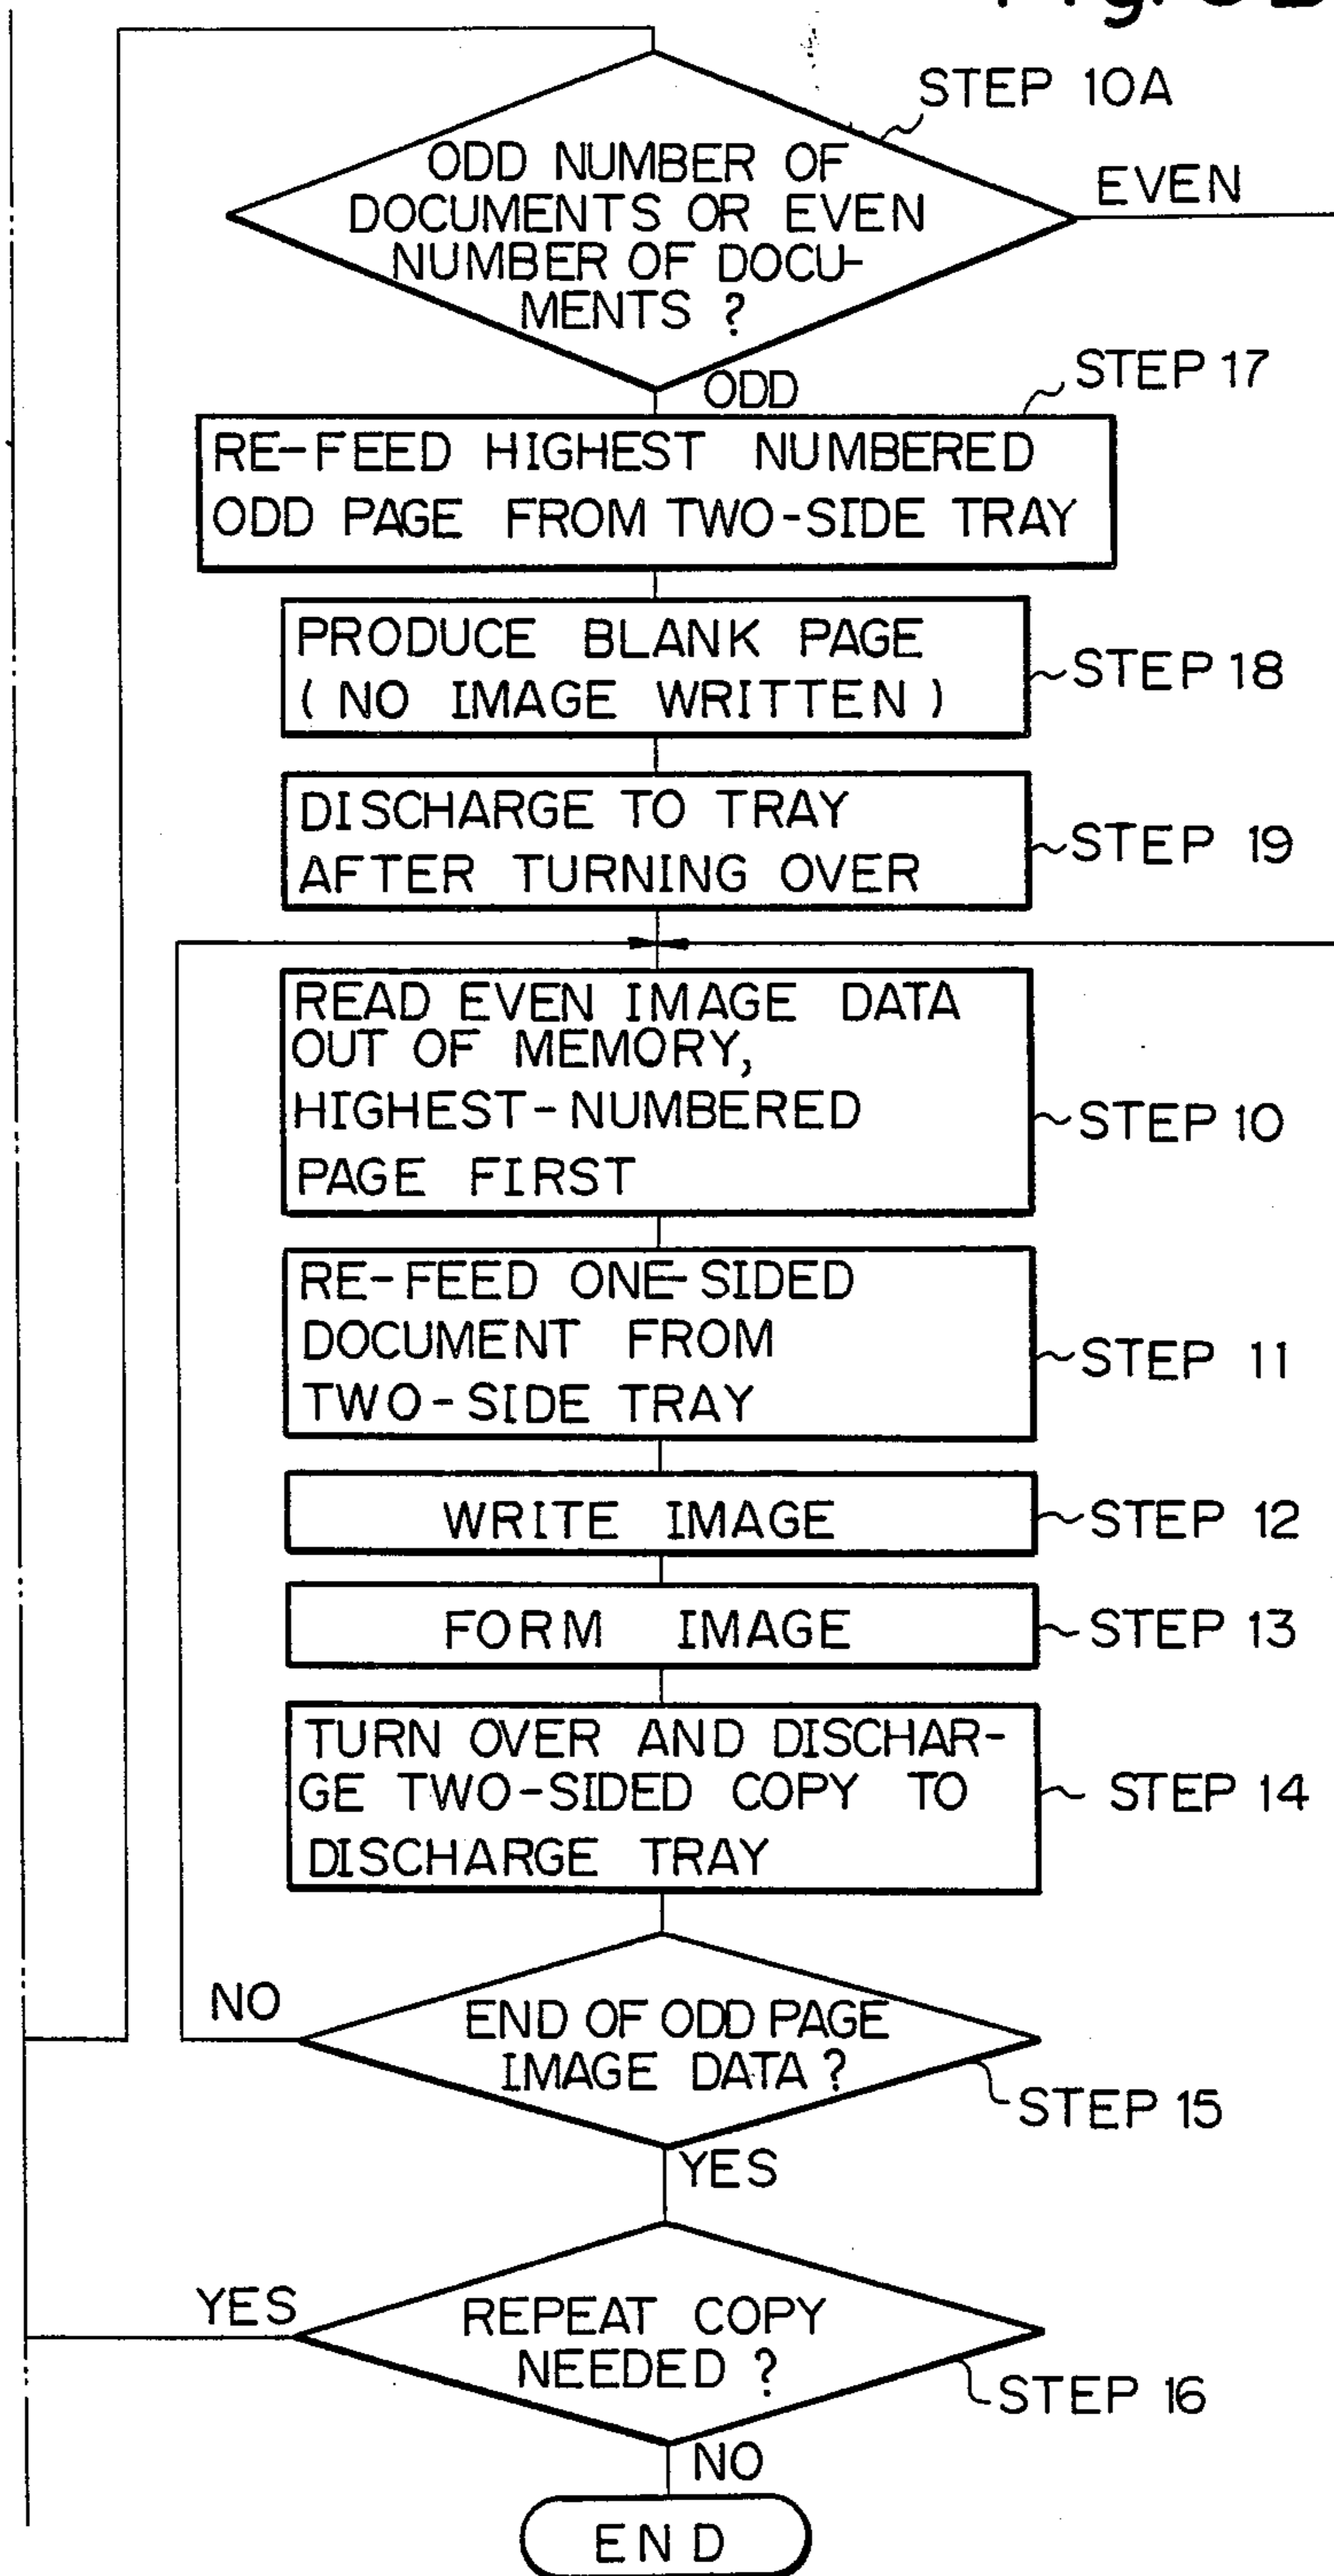 STEP 10A
ODD NUMBER OF
DOCUMENTS OR EVEN
NUMBER OF DOCU-
MENTS ?
EVEN
ODD
STEP 17
RE-FEED HIGHEST NUMBERED
ODD PAGE FROM TWO-SIDE TRAY
PRODUCE BLANK PAGE
( NO IMAGE WRITTEN )
STEP 18
DISCHARGE TO TRAY
AFTER TURNING OVER
STEP 19
READ EVEN IMAGE DATA
OUT OF MEMORY,
HIGHEST-NUMBERED
PAGE FIRST
STEP 10
RE-FEED ONE-SIDED
DOCUMENT FROM
TWO-SIDE TRAY
STEP 11
WRITE IMAGE
STEP 12
FORM IMAGE
STEP 13
TURN OVER AND DISCHAR-
GE TWO-SIDED COPY TO
DISCHARGE TRAY
STEP 14
NO
END OF ODD PAGE
IMAGE DATA ?
STEP 15
YES
YES
REPEAT COPY
NEEDED ?
STEP 16
NO
END